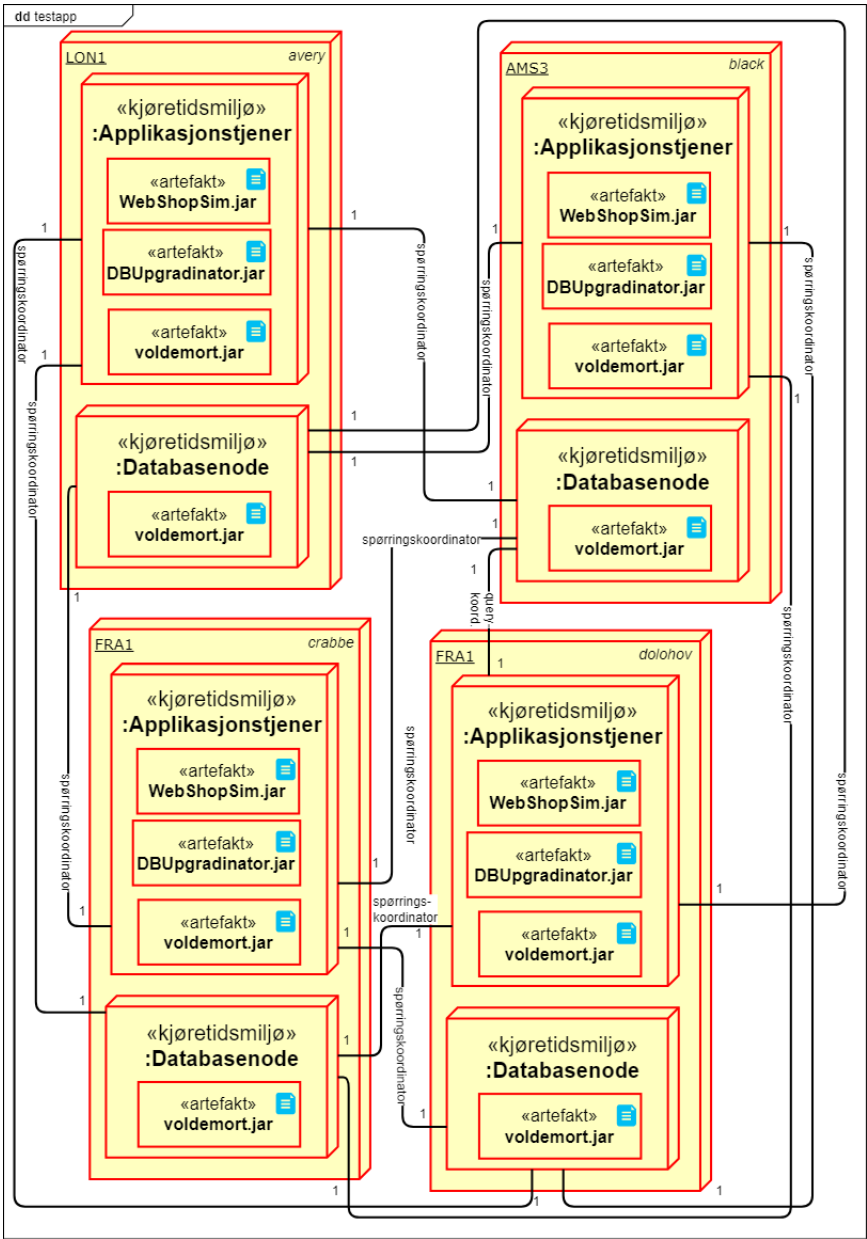 dd testapp
LON1
avery
«kjøretidsmiljø»
:Applikasjonstjener
«artefakt»
WebShopSim.jar
«artefakt»
DBUpgradinator.jar
«artefakt»
voldemort.jar
«kjøretidsmiljø»
:Databasenode
«artefakt»
voldemort.jar
AMS3
black
«kjøretidsmiljø»
:Applikasjonstjener
«artefakt»
WebShopSim.jar
«artefakt»
DBUpgradinator.jar
«artefakt»
voldemort.jar
«kjøretidsmiljø»
:Databasenode
«artefakt»
voldemort.jar
1
spørringskoordinator
1
spørringskoordinator
1
spørringskoordinator
1
1
spørringskoordinator
1
1
spørringskoordinator
1
spørringskoordinator
1
spørringskoordinator
1
1
query
koord.
1
1
spørringskoordinator
FRA1
crabbe
«kjøretidsmiljø»
:Applikasjonstjener
«artefakt»
WebShopSim.jar
«artefakt»
DBUpgradinator.jar
«artefakt»
voldemort.jar
«kjøretidsmiljø»
:Databasenode
«artefakt»
voldemort.jar
FRA1
dolohov
«kjøretidsmiljø»
:Applikasjonstjener
«artefakt»
WebShopSim.jar
«artefakt»
DBUpgradinator.jar
«artefakt»
voldemort.jar
«kjøretidsmiljø»
:Databasenode
«artefakt»
voldemort.jar
spørringskoordinator
spørringskoordinator
spørringskoordinator
1
1
1
spørrings-
koordinator
1
1
1
1
spørringskoordinator
1
1
1
1
1